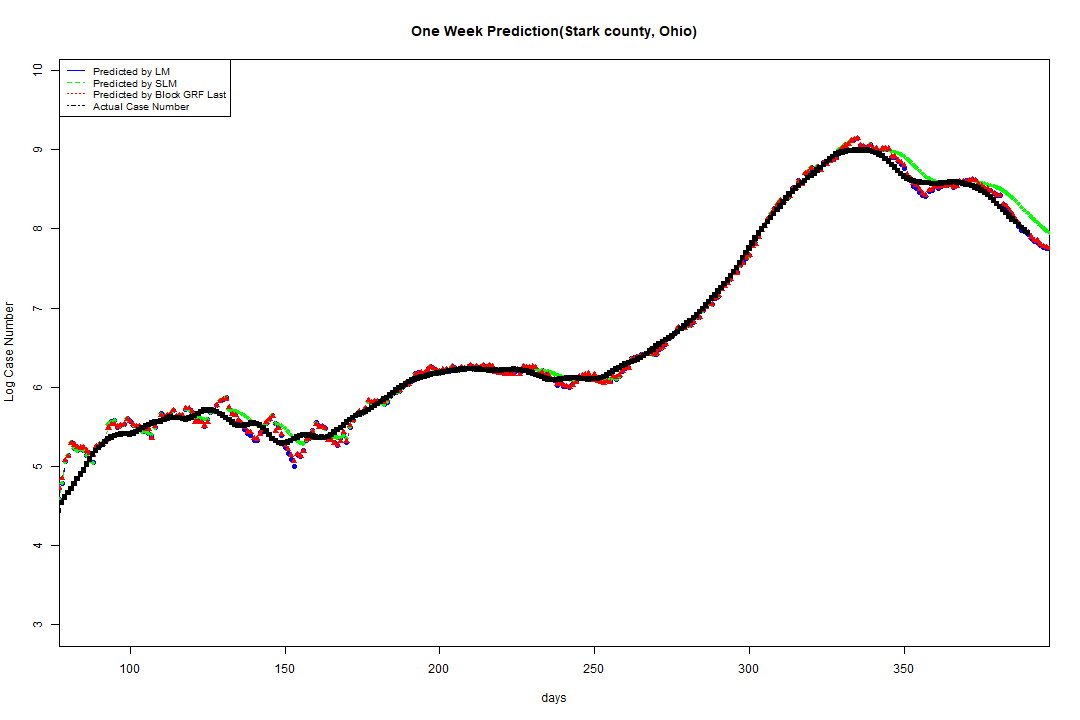 One Week Prediction(Stark county, Ohio)
Predicted by LM
Predicted by SLM
Predicted by Block GRF Last
Actual Case Number
10
9
8
7
6
5
4
3
Log Case Number
100 150 200 250 300 350
days